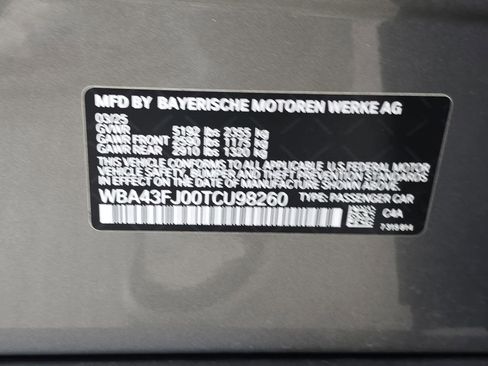 MFD BY BAYERISCHE MOTOREN WERKE AG
03/25
GVWR 5192 lbs 2355 kg
GAWR FRONT 2590 lbs 1175 kg
GAWR REAR 2910 lbs 1320 kg
THIS VEHICLE CONFORMS TO ALL APPLICABLE U.S. FEDERAL MOTOR
VEHICLE SAFETY, BUMPER AND THEFT PREVENTION STANDARDS
IN EFFECT ON THE DATE OF MANUFACTURE SHOWN ABOVE.
WBA43FJ00TCU98260 TYPE: PASSENGER CAR
C4A